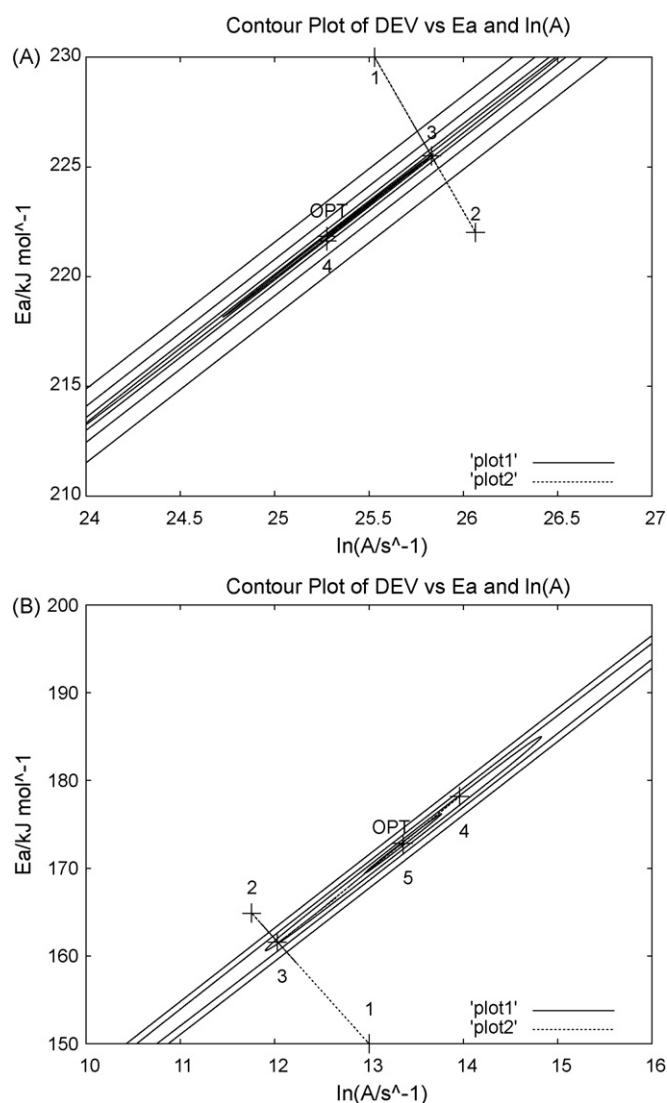 Contour Plot of DEV vs Ea and ln(A)
(A)
230
1
3
225
2
OPT
Ea/kJ mol^-1
220
4
215
'plot1'
'plot2'
210
24
24.5
25
25.5
26
26.5
27
ln(A/s^-1)
Contour Plot of DEV vs Ea and ln(A)
(B)
200
190
180
OPT
4
Ea/kJ mol^-1
170
5
2
160
3
1
'plot1'
'plot2'
150
10
11
12
13
14
15
16
ln(A/s^-1)